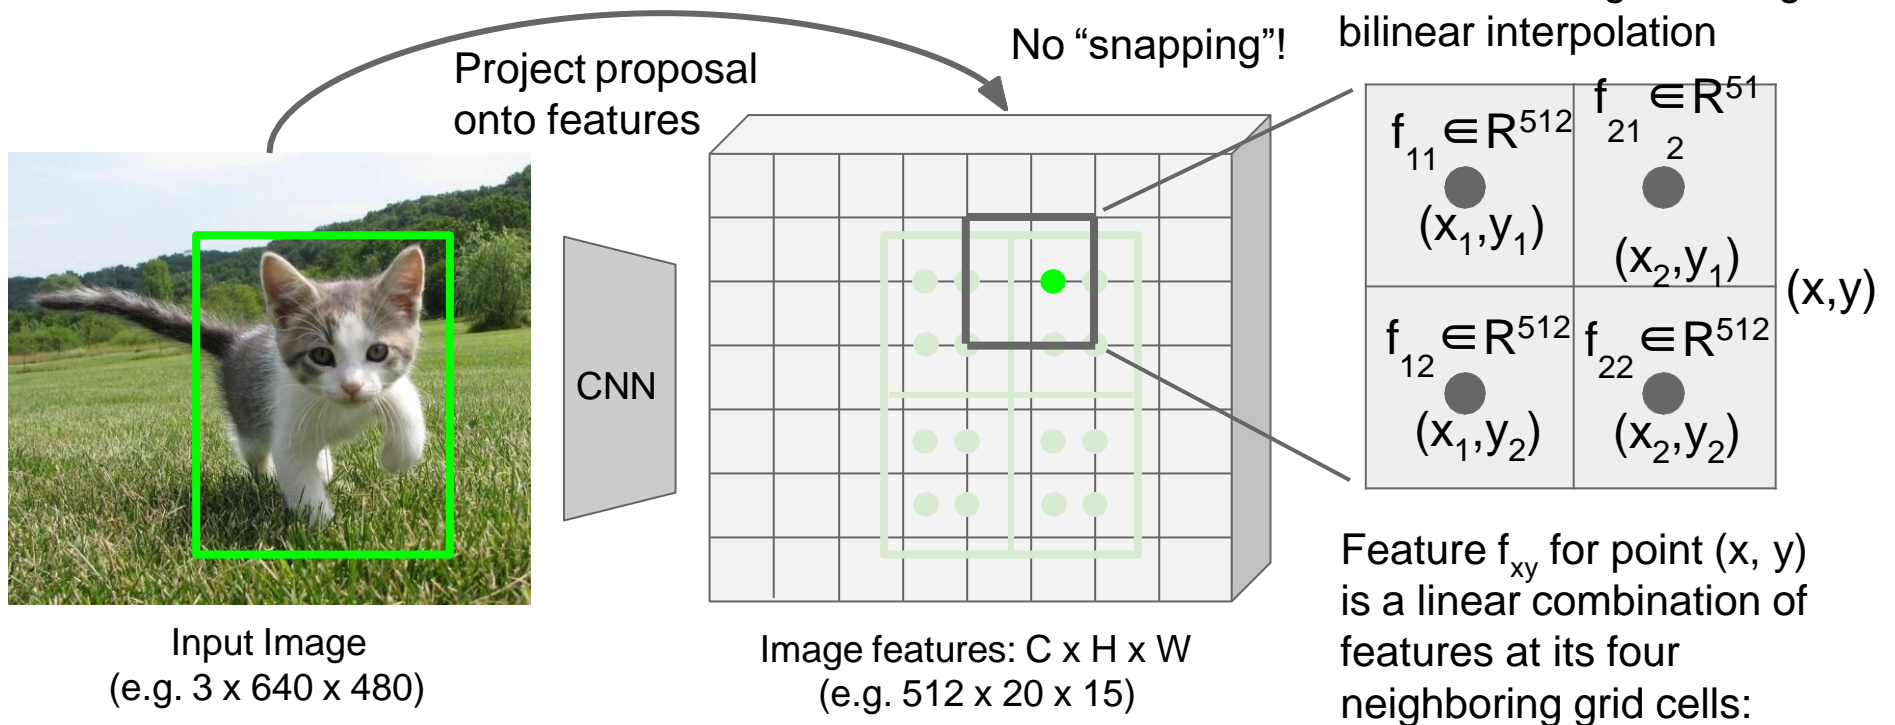 No “snapping”!
bilinear interpolation
Project proposal
onto features
f11 ∈ R512
f21 ∈ R512
(x1,y1)
(x2,y1)
(x,y)
f12 ∈ R512
f22 ∈ R512
(x1,y2)
(x2,y2)
CNN
Input Image
(e.g. 3 x 640 x 480)
Image features: C x H x W
(e.g. 512 x 20 x 15)
Feature fxy for point (x, y)
is a linear combination of
features at its four
neighboring grid cells: